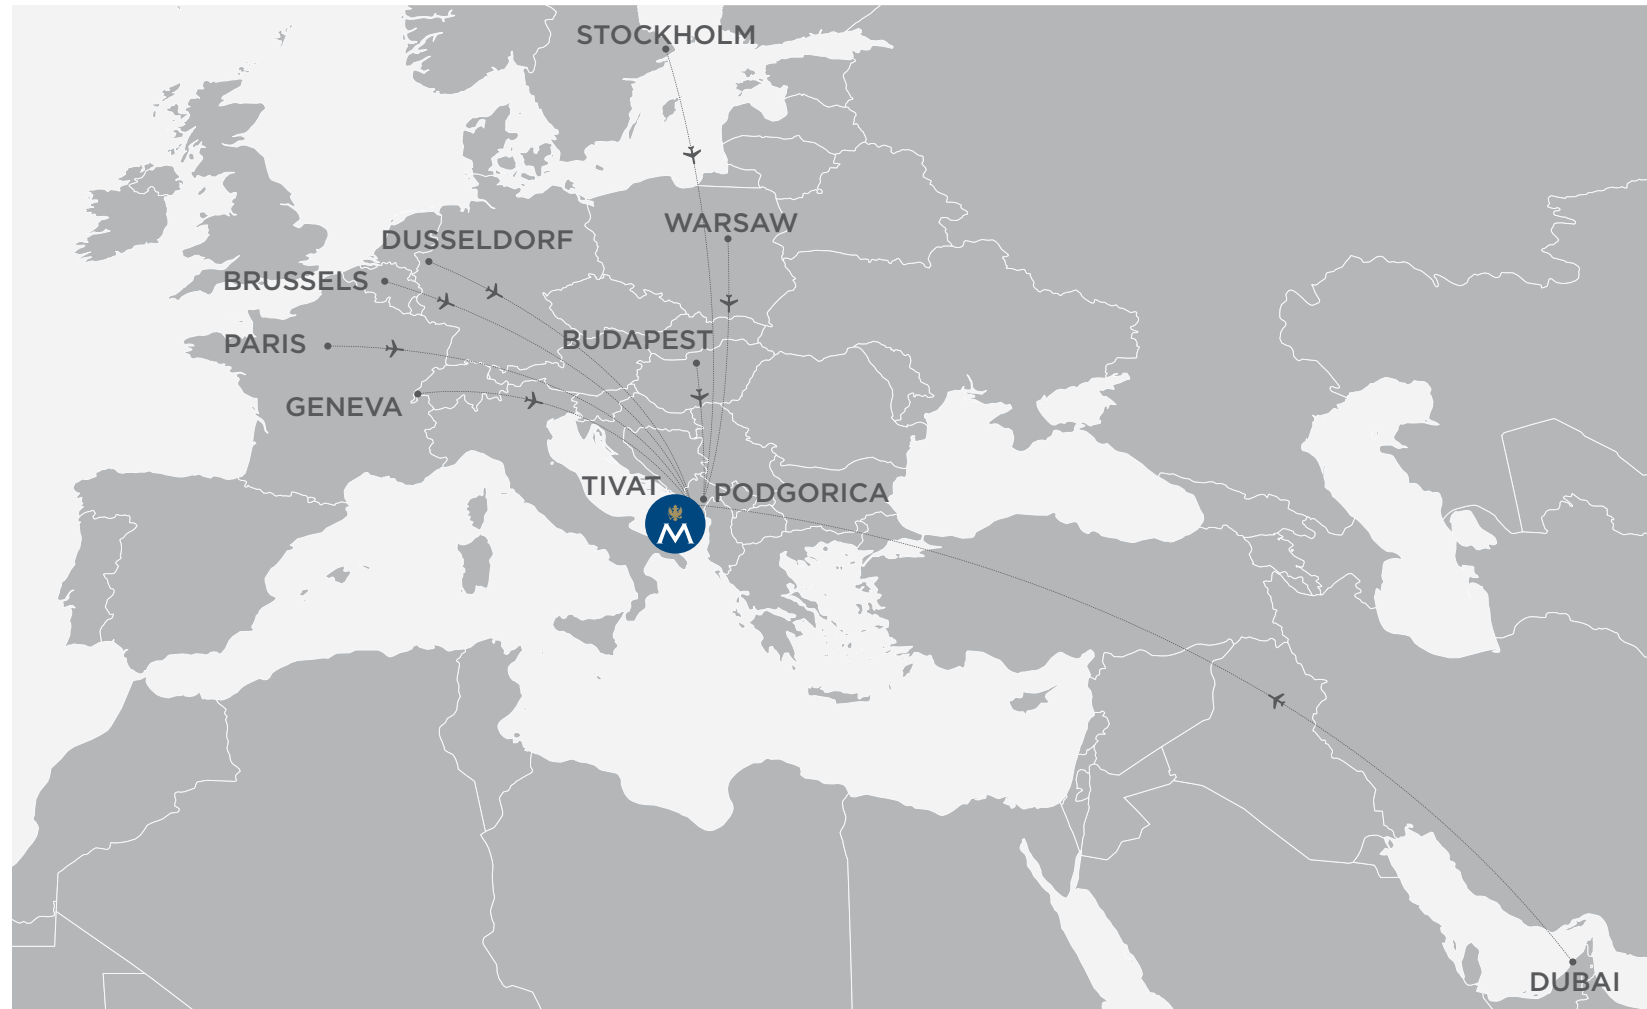 STOCKHOLM
WARSAW
DUSSELDORF
BRUSSELS
PARIS
BUDAPEST
GENEVA
TIVAT
PODGORICA
M
DUBAI